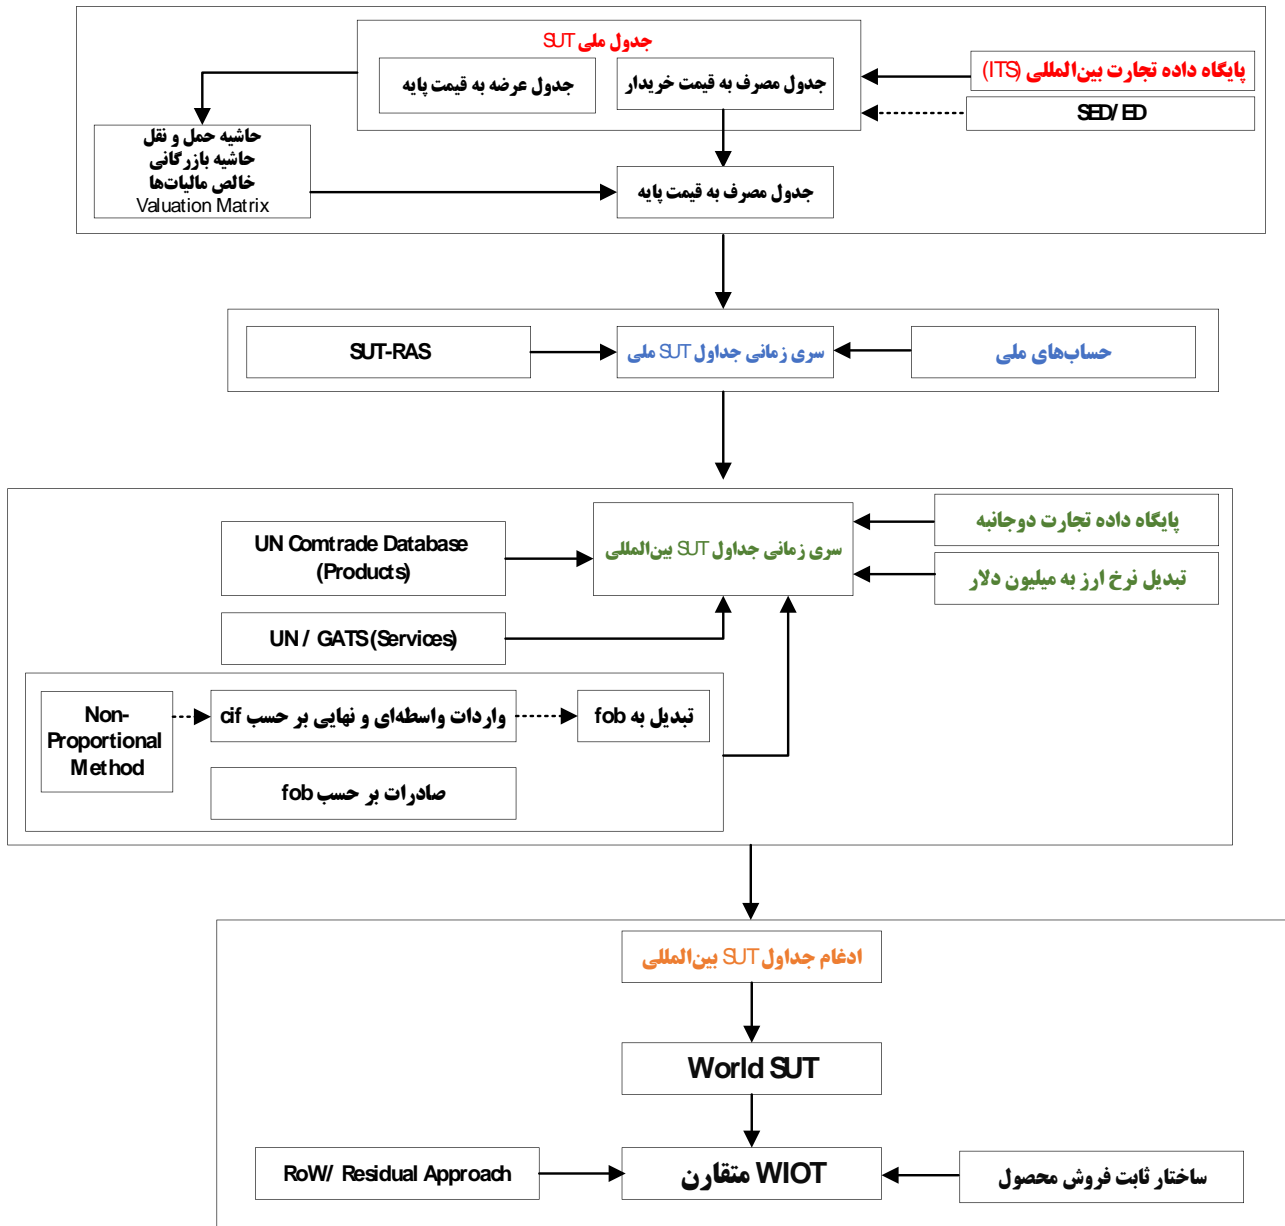 جدول ملی SUT
پایگاه داده تجارت بین‌المللی (ITS)
جدول مصرف به قیمت خریدار
جدول عرضه به قیمت پایه
SED/ ED
حاشیه حمل و نقل
حاشیه بازرگانی
خالص مالیات‌ها
Valuation Matrix
جدول مصرف به قیمت پایه
SUT-RAS
سری زمانی جداول SUT ملی
حساب‌های ملی
پایگاه داده تجارت دوجانبه
UN Comtrade Database
(Products)
سری زمانی جداول SUT بین‌المللی
تبدیل نرخ ارز به میلیون دلار
UN / GATS (Services)
Non-
Proportional
Method
واردات واسطه‌ای و نهایی بر حسب cif
تبدیل به fob
صادرات بر حسب fob
ادغام جداول SUT بین‌المللی
World SUT
RoW/ Residual Approach
WIOT متقارن
ساختار ثابت فروش محصول